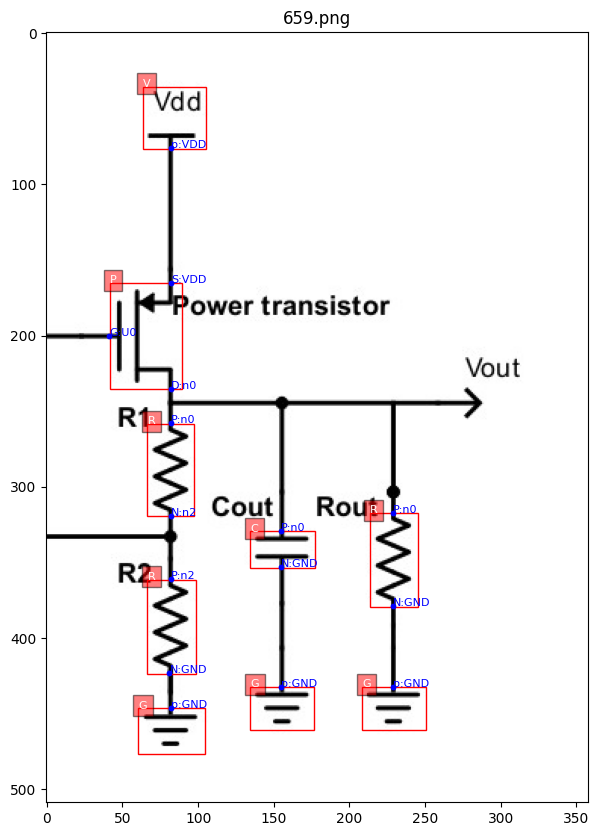 659.png
0
V
Vdd
p:VDD
100
P
S:VDD
Power transistor
200
G:U0
Vout
D:n0
R1
R
P:n0
300
Cout
Rout
R
P:n0
N:n2
C
P:n0
N:GND
R2
R
P:n2
N:GND
400
N:GND
G
p:GND
G
p:GND
G
p:GND
500
0
50
100
150
200
250
300
350